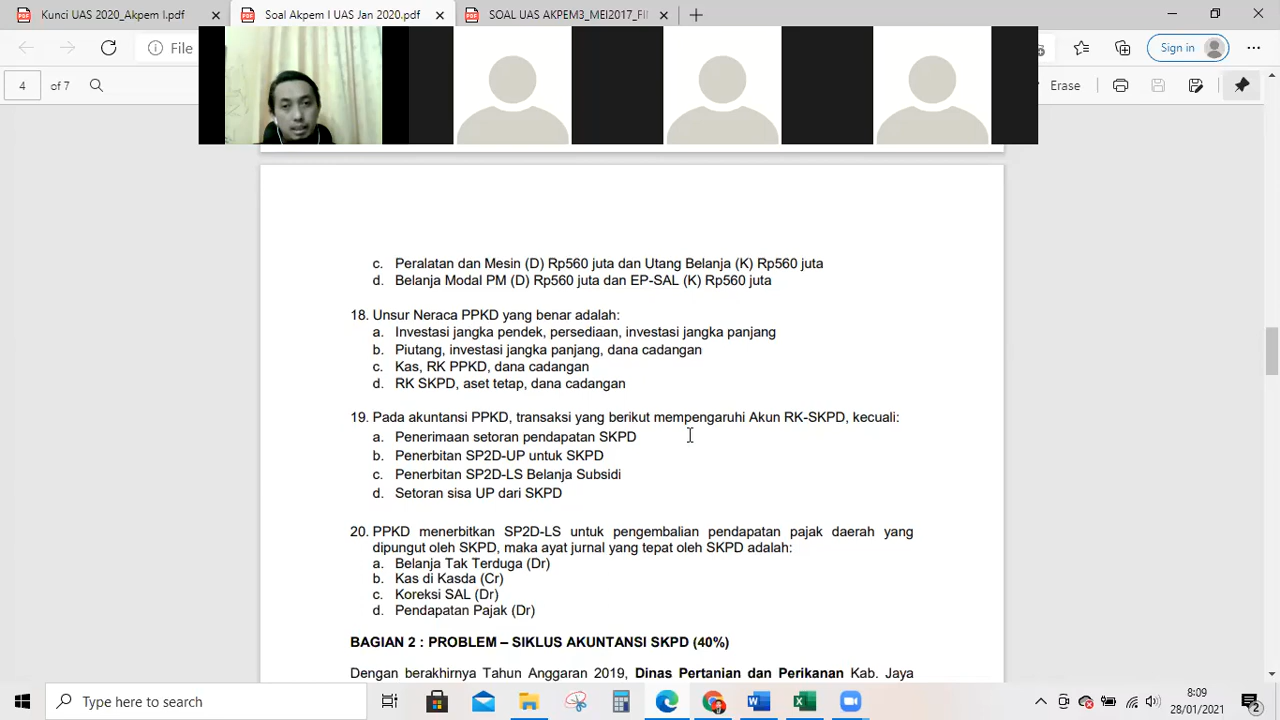 Kunci UAS 2020 Akpem I.pdf
Soal Akpem I UAS Jan 2020.pdf
SOAL UAS AKPEM3_MEI2017_FI
File
Erase
Sign in
4 of 7
c. Peralatan dan Mesin (D) Rp560 juta dan Utang Belanja (K) Rp560 juta
d. Belanja Modal PM (D) Rp560 juta dan EP-SAL (K) Rp560 juta
18. Unsur Neraca PPKD yang benar adalah:
a. Investasi jangka pendek, persediaan, investasi jangka panjang
b. Piutang, investasi jangka panjang, dana cadangan
c. Kas, RK PPKD, dana cadangan
d. RK SKPD, aset tetap, dana cadangan
19. Pada akuntansi PPKD, transaksi yang berikut mempengaruhi Akun RK-SKPD, kecuali:
a. Penerimaan setoran pendapatan SKPD
b. Penerbitan SP2D-UP untuk SKPD
c. Penerbitan SP2D-LS Belanja Subsidi
d. Setoran sisa UP dari SKPD
20. PPKD menerbitkan SP2D-LS untuk pengembalian pendapatan pajak daerah yang
dipungut oleh SKPD, maka ayat jurnal yang tepat oleh SKPD adalah:
a. Belanja Tak Terduga (Dr)
b. Kas di Kasda (Cr)
c. Koreksi SAL (Dr)
d. Pendapatan Pajak (Dr)
BAGIAN 2 : PROBLEM – SIKLUS AKUNTANSI SKPD (40%)
Dengan berakhirnya Tahun Anggaran 2019, Dinas Pertanian dan Perikanan Kab. Jaya
Type here to search
8:09
28/01/2021
2